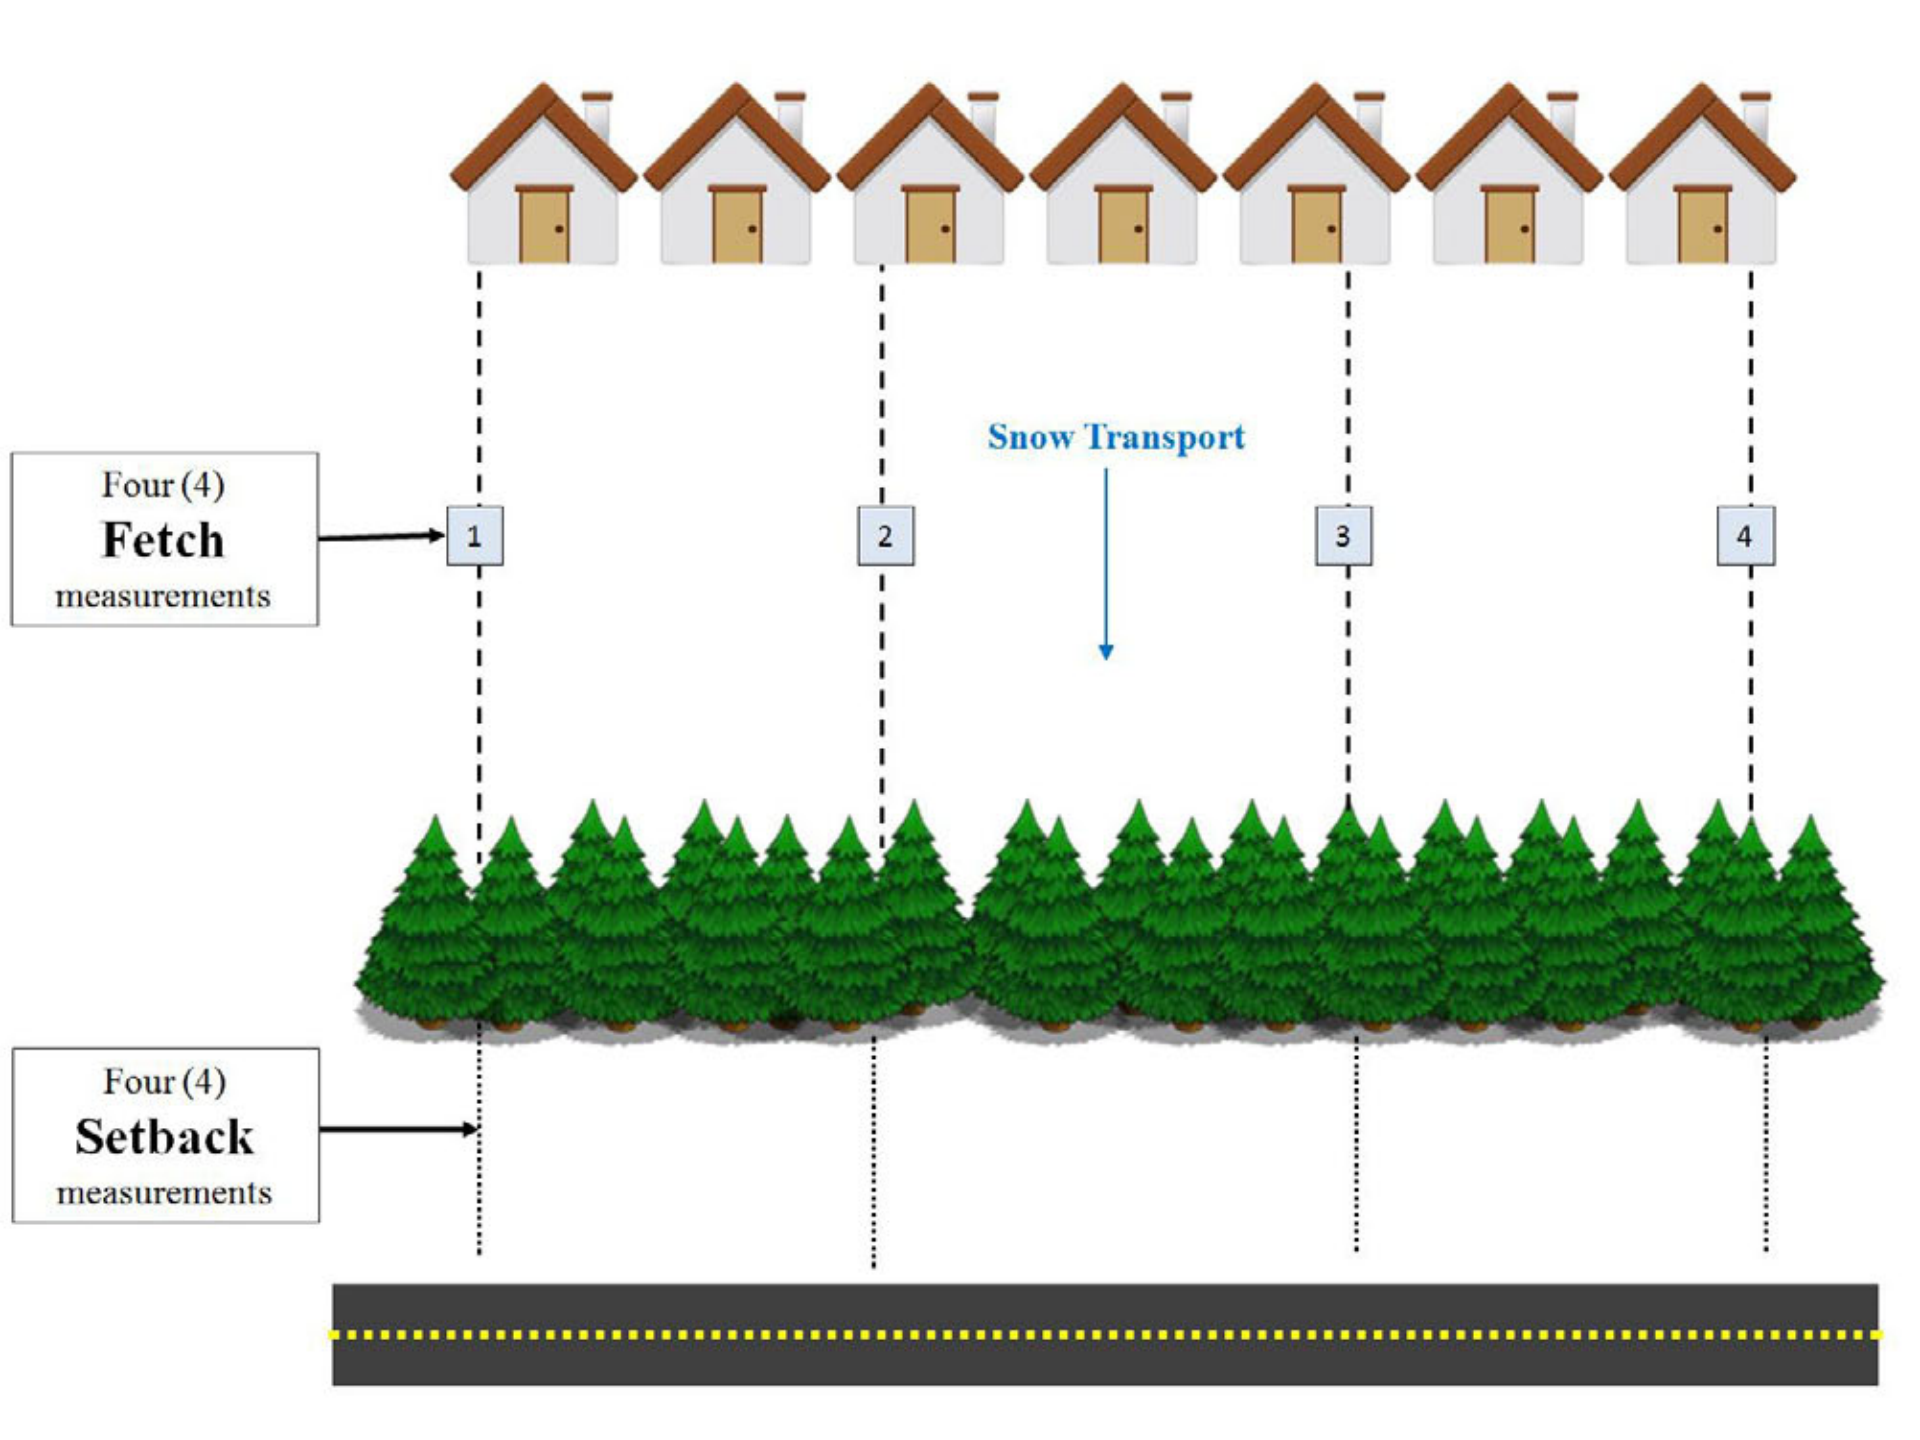 Snow Transport
Four (4)
Fetch
measurements
1
2
3
4
Four (4)
Setback
measurements